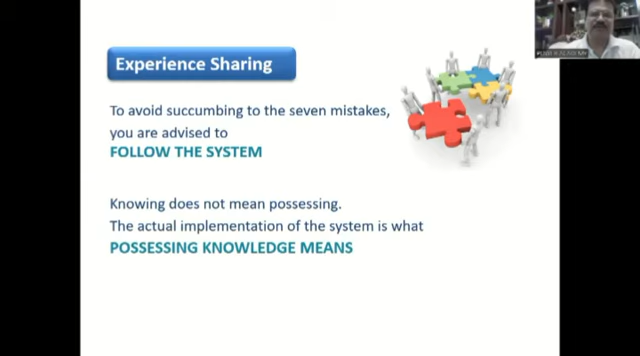 Experience Sharing
To avoid succumbing to the seven mistakes,
you are advised to
FOLLOW THE SYSTEM
Knowing does not mean possessing.
The actual implementation of the system is what
POSSESSING KNOWLEDGE MEANS